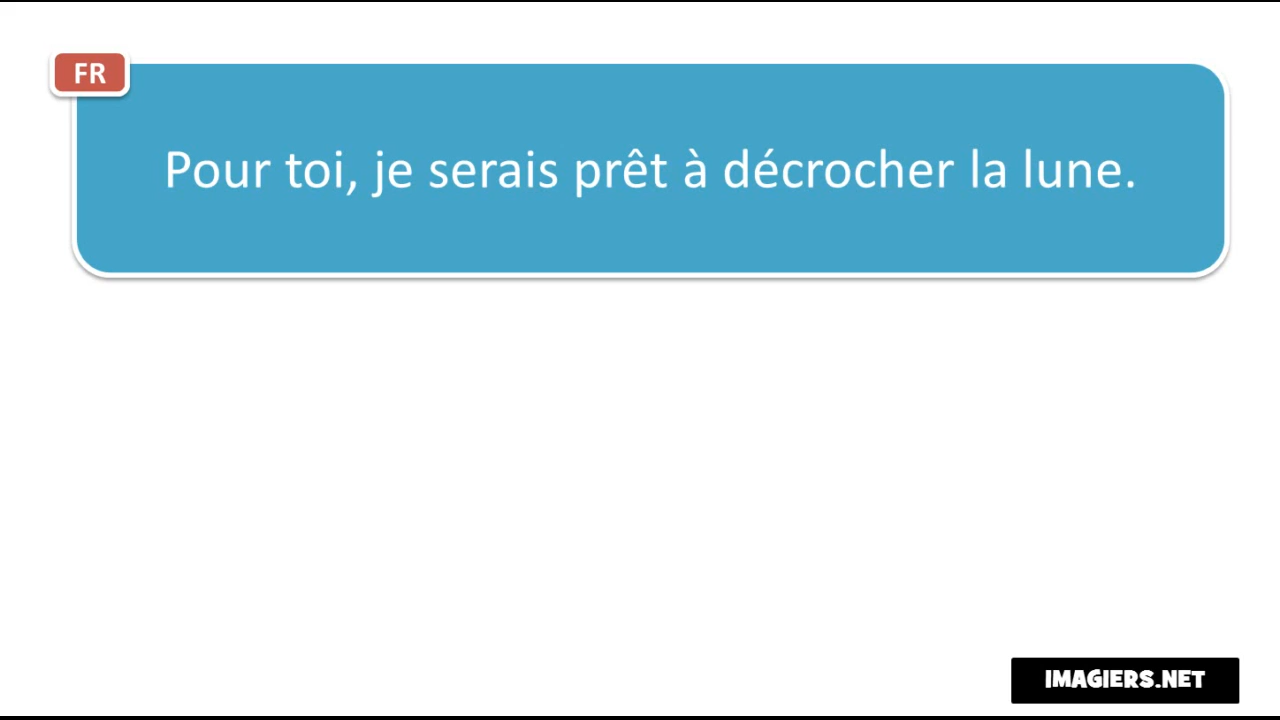 FR
Pour toi, je serais prêt à décrocher la lune.
IMAGIERS.NET